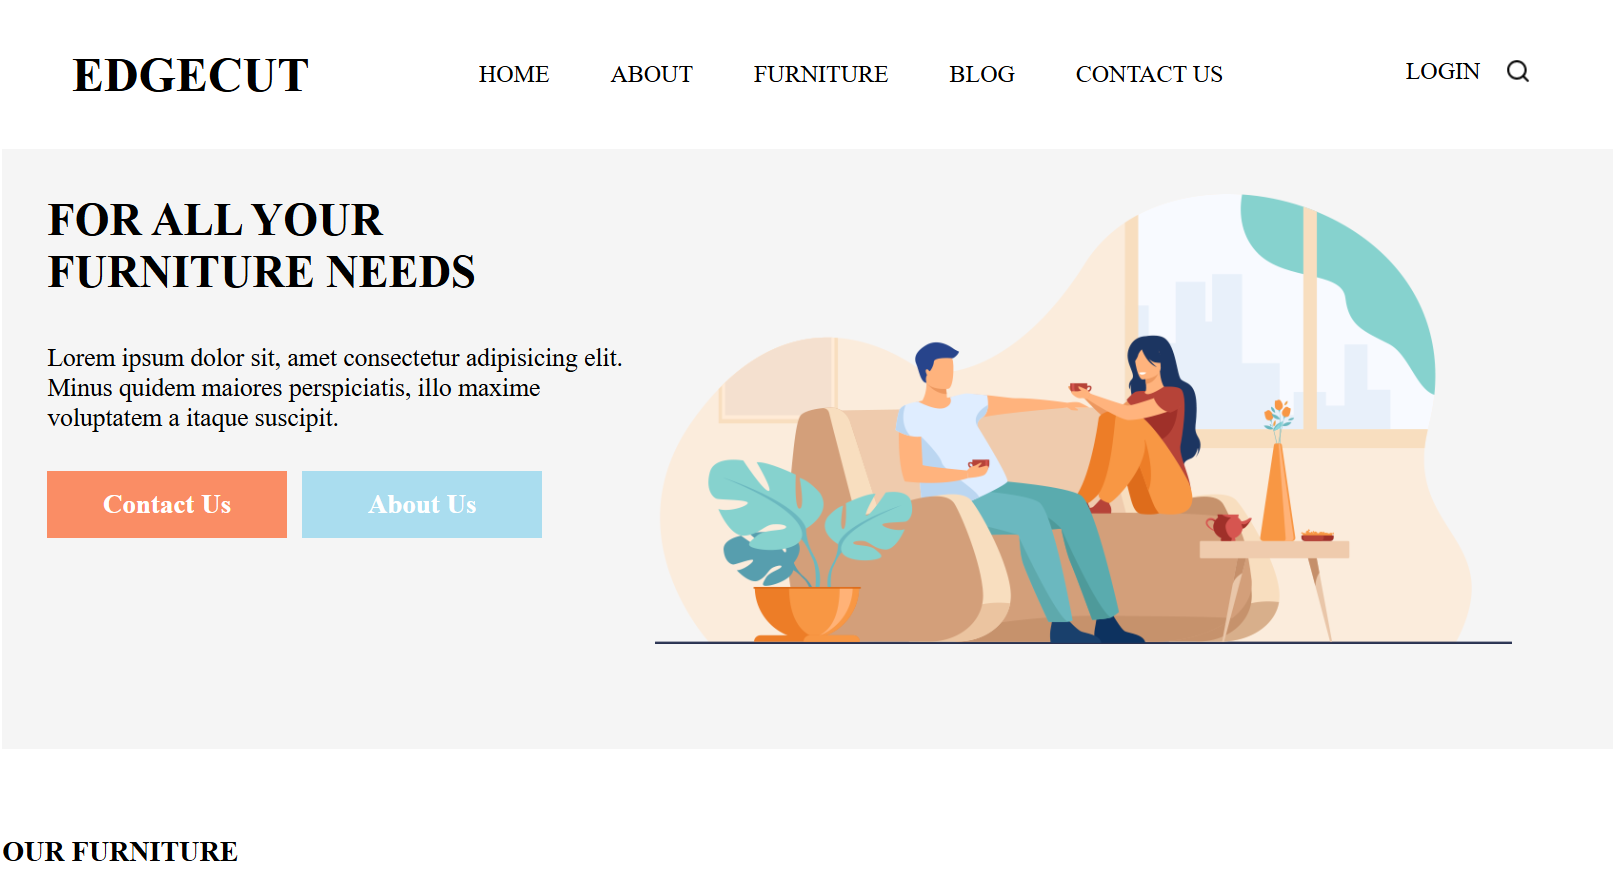 EDGECUT
HOME ABOUT FURNITURE BLOG CONTACT US
LOGIN
FOR ALL YOUR
FURNITURE NEEDS
Lorem ipsum dolor sit, amet consectetur adipisicing elit.
Minus quidem maiores perspiciatis, illo maxime
voluptatem a itaque suscipit.
Contact Us
About Us
OUR FURNITURE